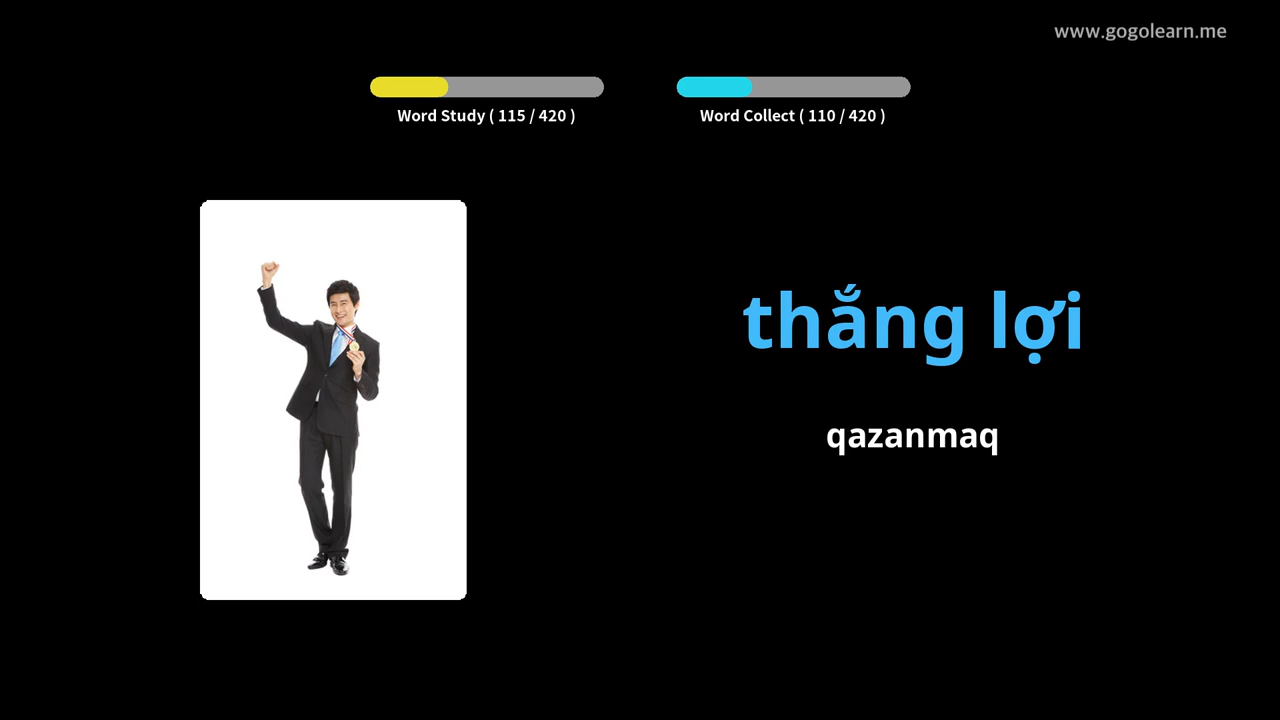 www.gogolearn.me
Word Study ( 115 / 420 )
Word Collect ( 110 / 420 )
thắng lợi
qazanmaq